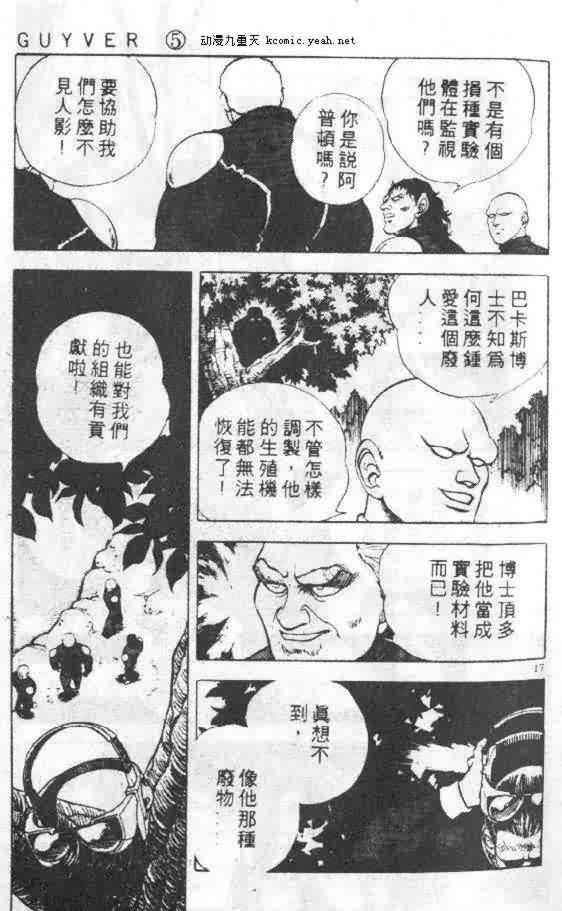 GUYVER ⑤ 动漫九重天 kcomic.yeah.net
不是有個
損種實驗
體在監視
他們嗎？
你是説阿
普頓嗎？
要協助我
們怎麼不
見人影！
巴卡斯博
士不知爲
何這麼鍾
愛這個廢
人……
不管怎樣
調製，他
的生殖機
能都無法
恢復了！
博士頂多
把他當成
實驗材料
而已！
17
眞想不
到，
像他那種
廢物……
也能對我們
的組織有貢
獻啦！